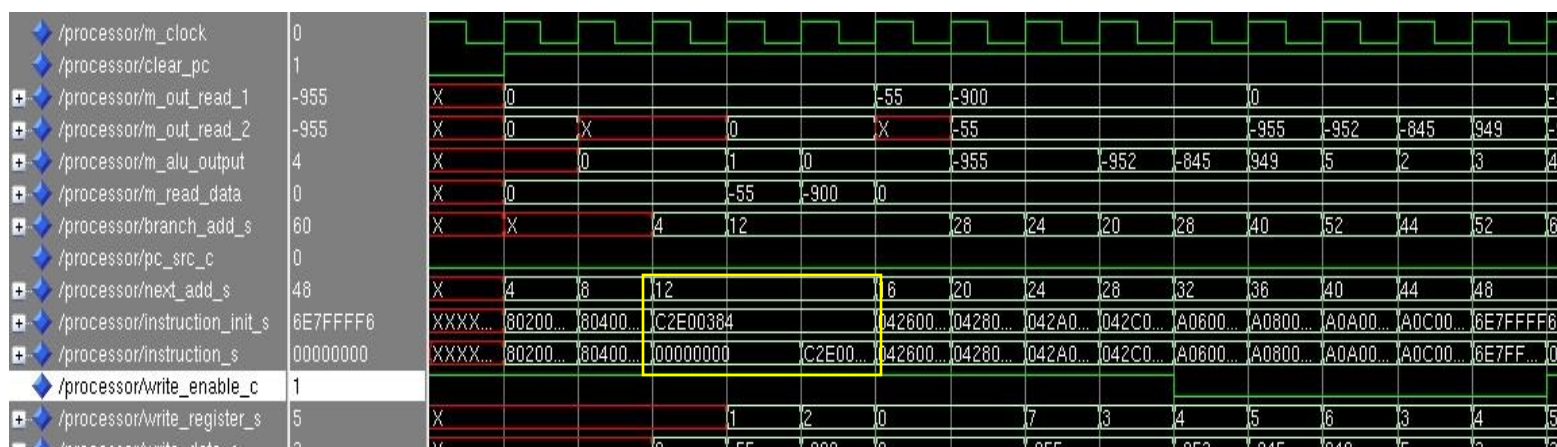 /processor/m_clock 0
/processor/clear_pc 1
/processor/m_out_read_1 -955 X 0 -55 -900 0
/processor/m_out_read_2 -955 X 0 X 0 X -55 -955 -952 -845 949
/processor/m_alu_output 4 X 0 1 0 -955 -952 -845 949 5 2 3 4
/processor/m_read_data 0 X 0 -55 -900 0
/processor/branch_add_s 60 X X 4 12 28 24 20 28 40 52 44 52 6
/processor/pc_src_c 0
/processor/next_add_s 48 X 4 8 12 6 20 24 28 32 36 40 44 48
/processor/instruction_init_s 6E7FFFF6 XXXX... 80200... 80400... C2E00384 042600... 04280... 042A0... 042C0... A0600... A0800... A0A00... A0C00... 6E7FFFF6
/processor/instruction_s 00000000 XXXX... 80200... 80400... 00000000 C2E00... 042600... 04280... 042A0... 042C0... A0600... A0800... A0A00... A0C00... 6E7FF... 0
/processor/write_enable_c 1
/processor/write_register_s 5 X 1 2 0 7 3 4 5 6 3 4 5